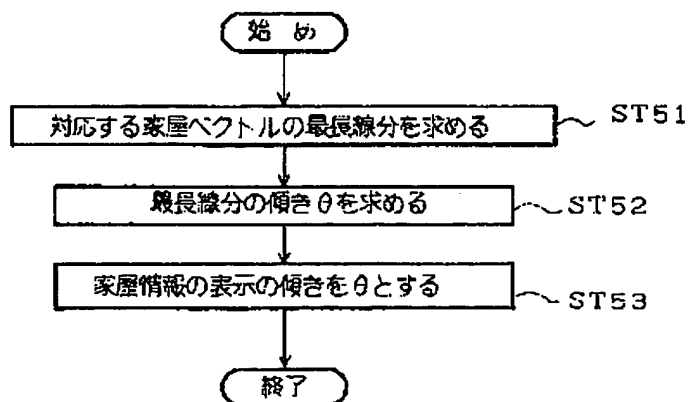 始め
対応する家屋ベクトルの最長線分を求める
ST51
最長線分の傾きθを求める
ST52
家屋情報の表示の傾きをθとする
ST53
終了